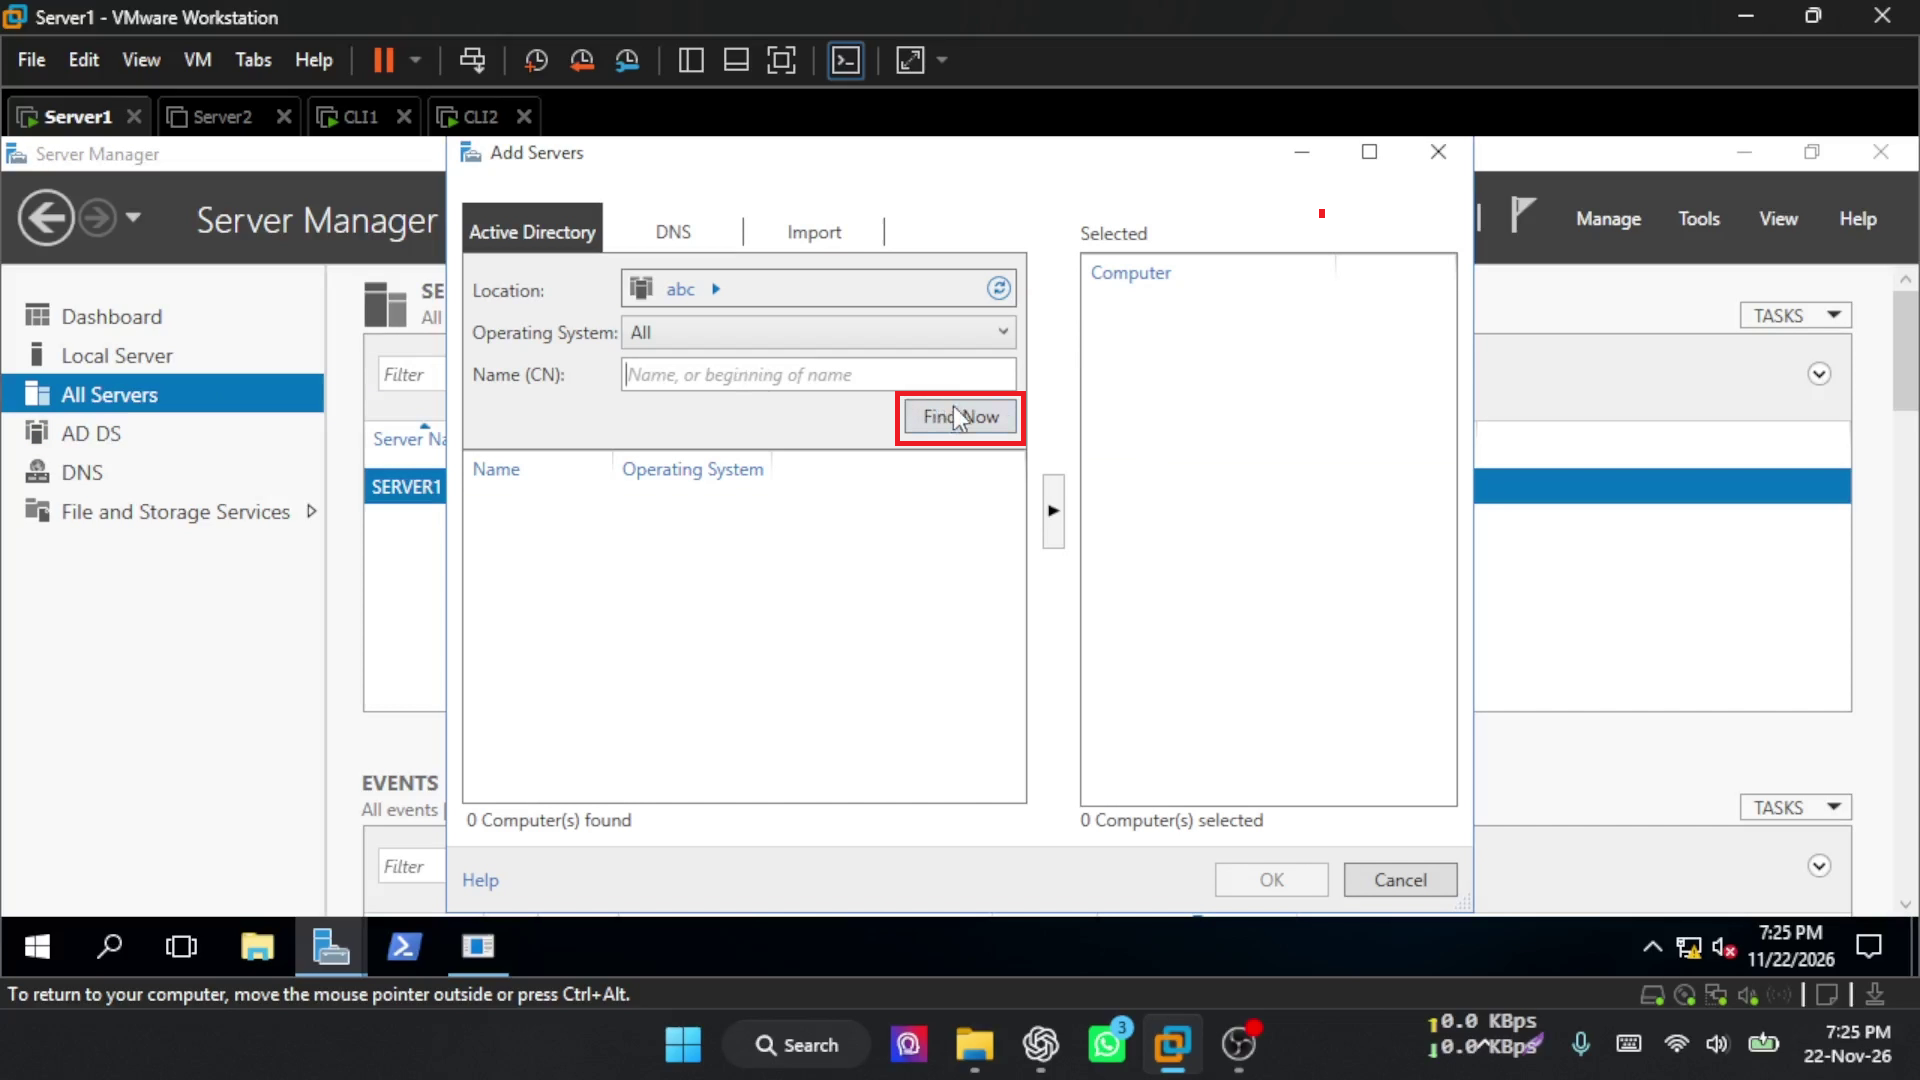 Server1 - VMware Workstation
File Edit View VM Tabs Help
Server1 Server2 CLI1 CLI2
Server Manager
Add Servers
Server Manager
Manage Tools View Help
Active Directory DNS Import
Selected
Location: abc
Operating System: All
Name (CN): Name, or beginning of name
Find Now
Name Operating System
0 Computer(s) found
Computer
0 Computer(s) selected
Help
OK Cancel
Dashboard
Local Server
All Servers
AD DS
DNS
File and Storage Services
SE
All
TASKS
Filter
Server Na
SERVER1
EVENTS
All events
TASKS
Filter
7:25 PM
11/22/2026
To return to your computer, move the mouse pointer outside or press Ctrl+Alt.
Search
3
0.0 KBps
0.0 KBps
7:25 PM
22-Nov-26